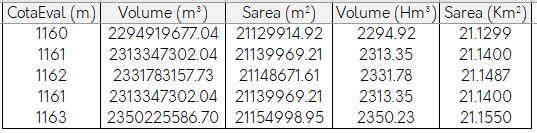 CotaEval (m) Volume (m³) Sarea (m²) Volume (Hm³) Sarea (Km²)
1160 2294919677.04 21129914.92 2294.92 21.1299
1161 2313347302.04 21139969.21 2313.35 21.1400
1162 2331783157.73 21148671.61 2331.78 21.1487
1161 2313347302.04 21139969.21 2313.35 21.1400
1163 2350225586.70 21154998.95 2350.23 21.1550